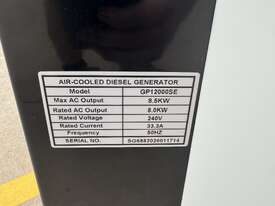 AIR-COOLED DIESEL GENERATOR
Model GP12000SE
Max AC Output 8.5KW
Rated AC Output 8.0KW
Rated Voltage 240V
Rated Current 33.3A
Frequency 50HZ
SERIAL NO. SG6883026011714